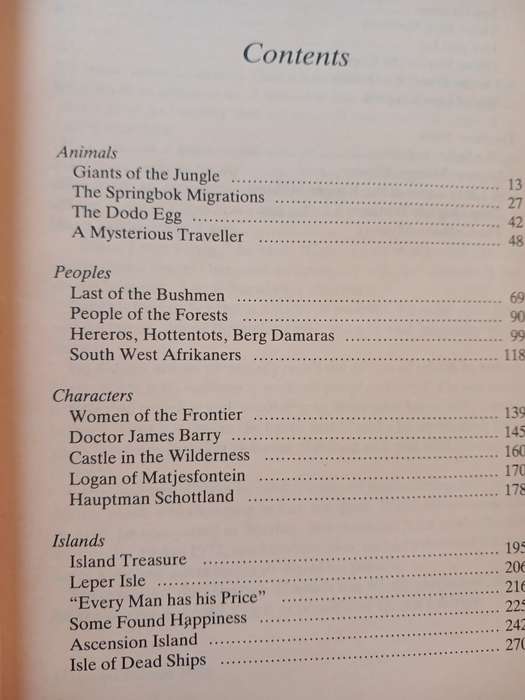 Contents
Animals
Giants of the Jungle ........................................ 13
The Springbok Migrations ........................................ 27
The Dodo Egg ........................................ 42
A Mysterious Traveller ........................................ 48
Peoples
Last of the Bushmen ........................................ 69
People of the Forests ........................................ 90
Hereros, Hottentots, Berg Damaras ........................................ 99
South West Afrikaners ........................................ 118
Characters
Women of the Frontier ........................................ 139
Doctor James Barry ........................................ 145
Castle in the Wilderness ........................................ 160
Logan of Matjesfontein ........................................ 170
Hauptman Schottland ........................................ 178
Islands
Island Treasure ........................................ 195
Leper Isle ........................................ 206
“Every Man has his Price” ........................................ 216
Some Found Happiness ........................................ 225
Ascension Island ........................................ 242
Isle of Dead Ships ........................................ 270